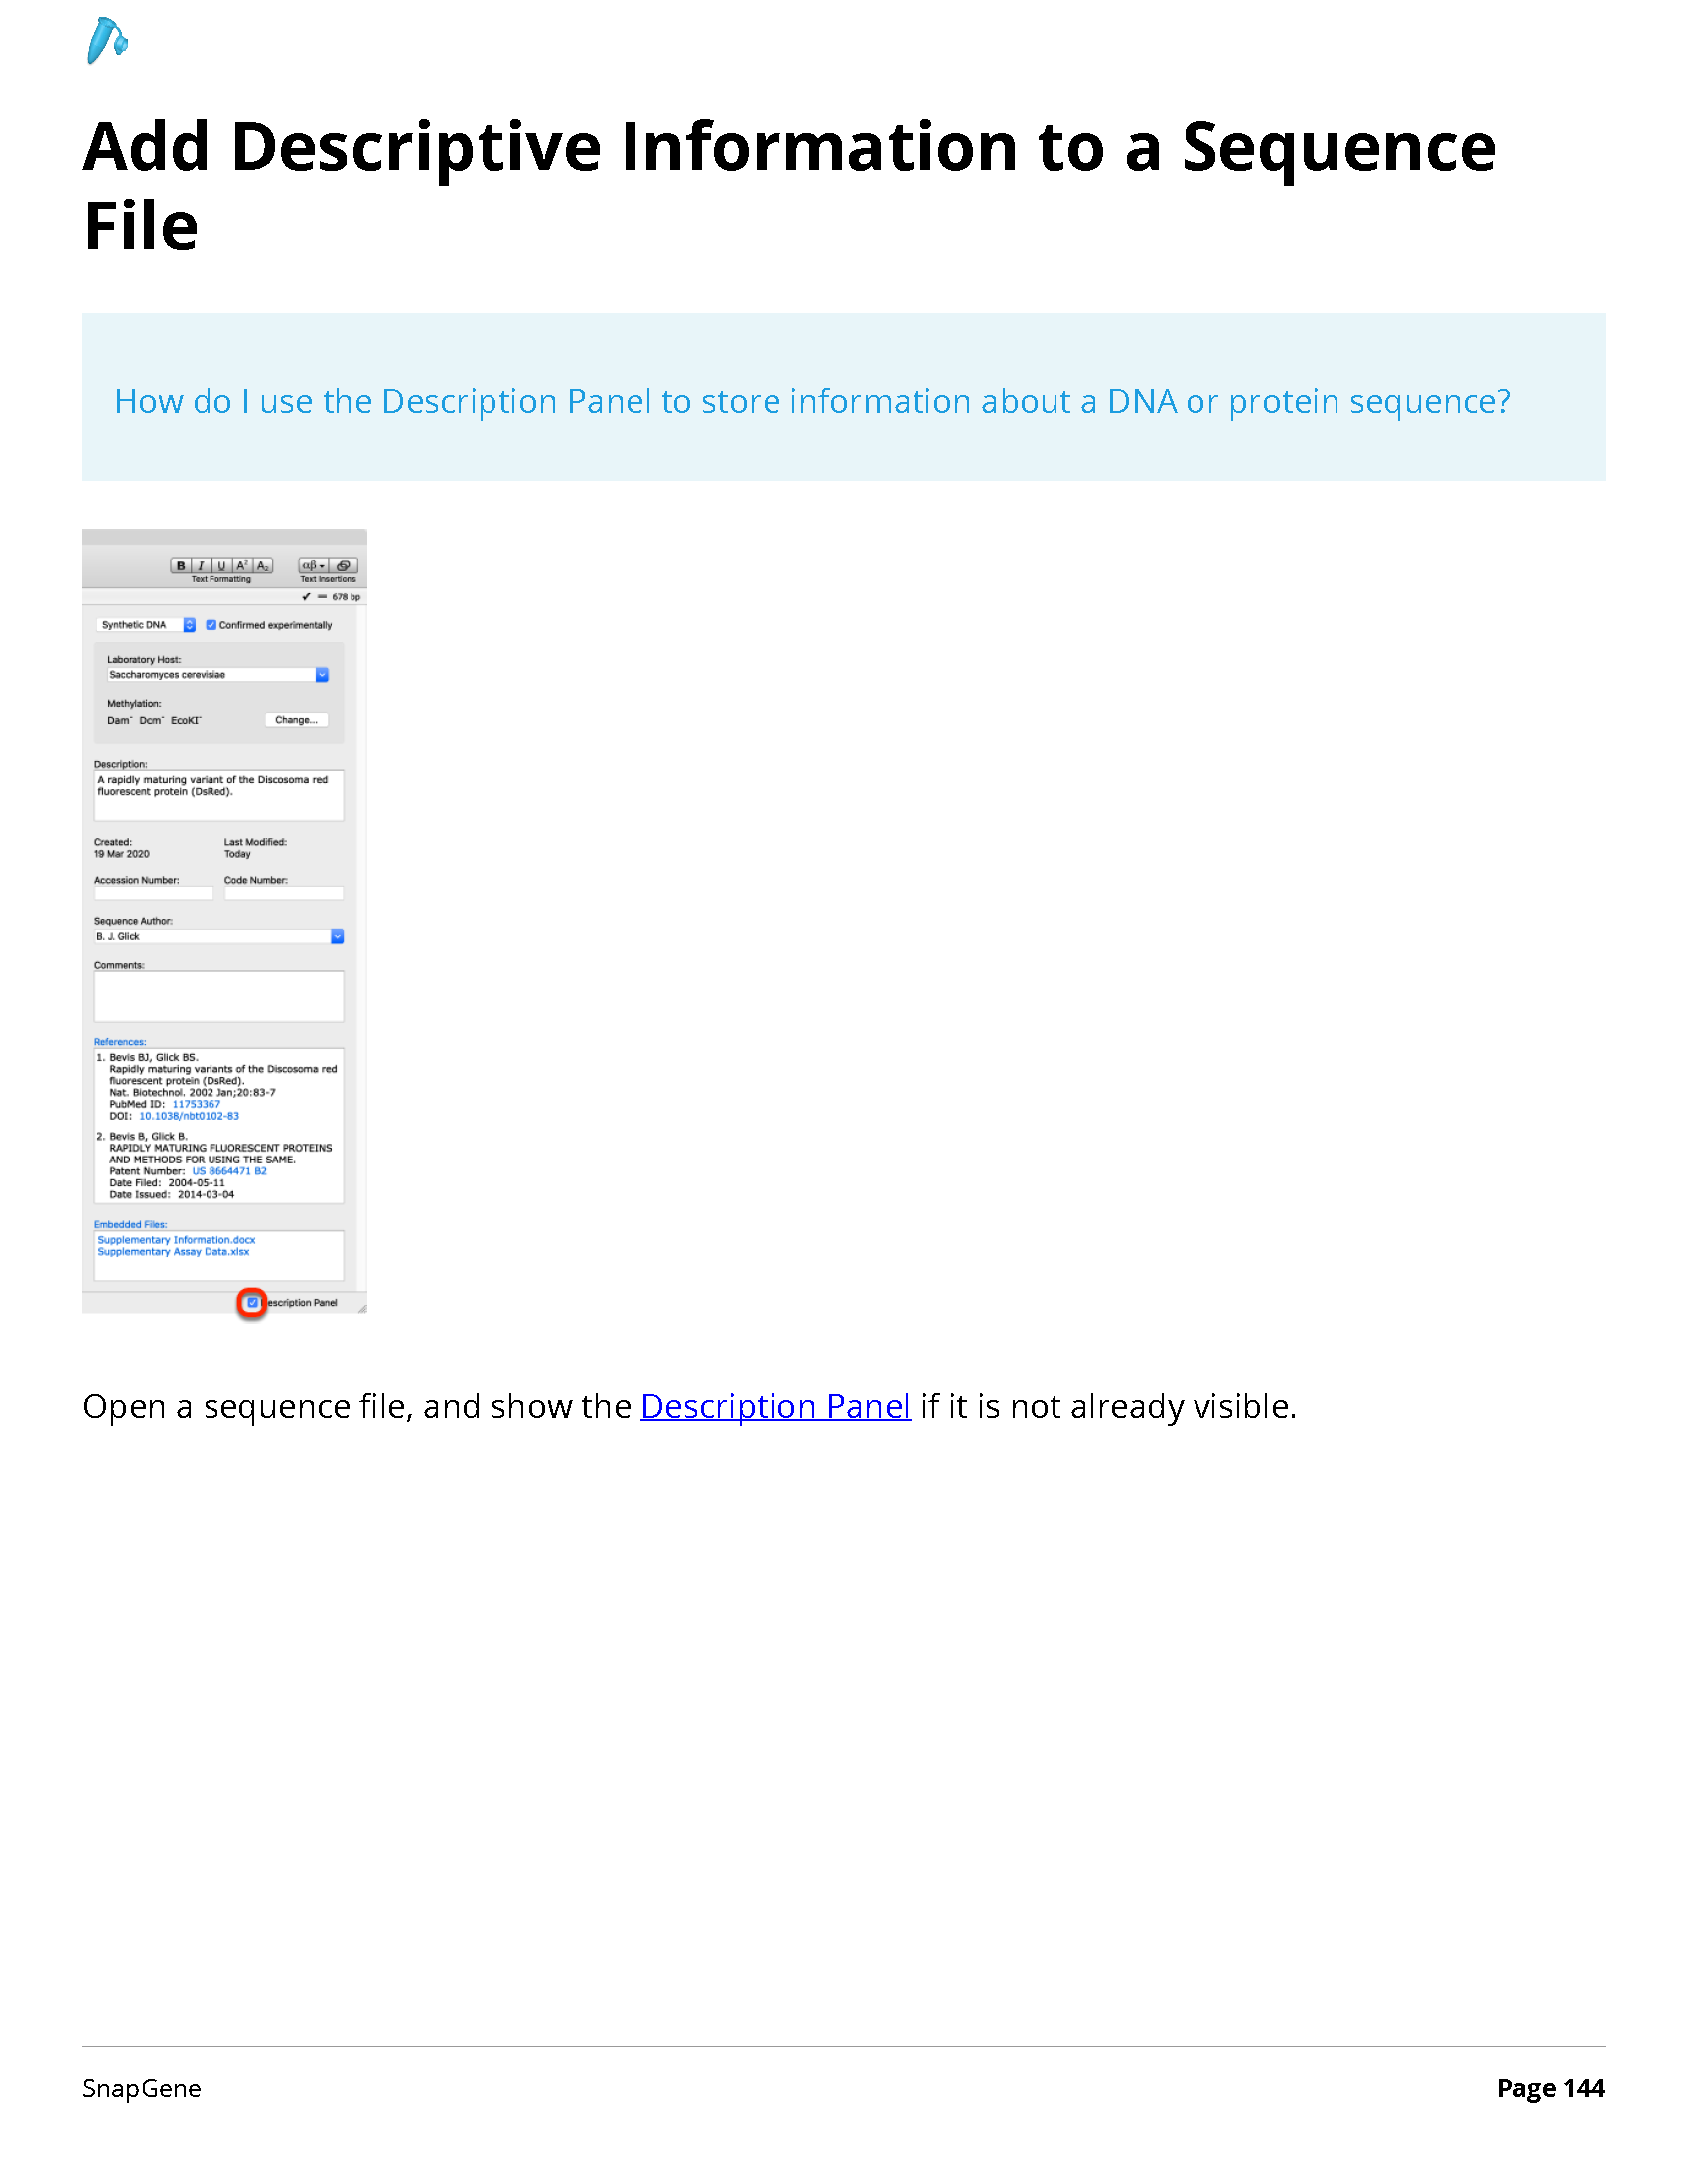 Add Descriptive Information to a Sequence
File
How do I use the Description Panel to store information about a DNA or protein sequence?
B I U A² A₂ αβ
Text Formatting Text Insertions
✓ = 678 bp
Synthetic DNA Confirmed experimentally
Laboratory Host:
Saccharomyces cerevisiae
Methylation:
Dam⁻ Dcm⁻ EcoKI⁻ Change...
Description:
A rapidly maturing variant of the Discosoma red
fluorescent protein (DsRed).
Created: Last Modified:
19 Mar 2020 Today
Accession Number: Code Number:
Sequence Author:
B. J. Glick
Comments:
References:
1. Bevis BJ, Glick BS.
Rapidly maturing variants of the Discosoma red
fluorescent protein (DsRed).
Nat. Biotechnol. 2002 Jan;20:83-7
PubMed ID: 11753367
DOI: 10.1038/nbt0102-83
2. Bevis B, Glick B.
RAPIDLY MATURING FLUORESCENT PROTEINS
AND METHODS FOR USING THE SAME.
Patent Number: US 8664471 B2
Date Filed: 2004-05-11
Date Issued: 2014-03-04
Embedded Files:
Supplementary Information.docx
Supplementary Assay Data.xlsx
escription Panel
Open a sequence file, and show the Description Panel if it is not already visible.
SnapGene Page 144